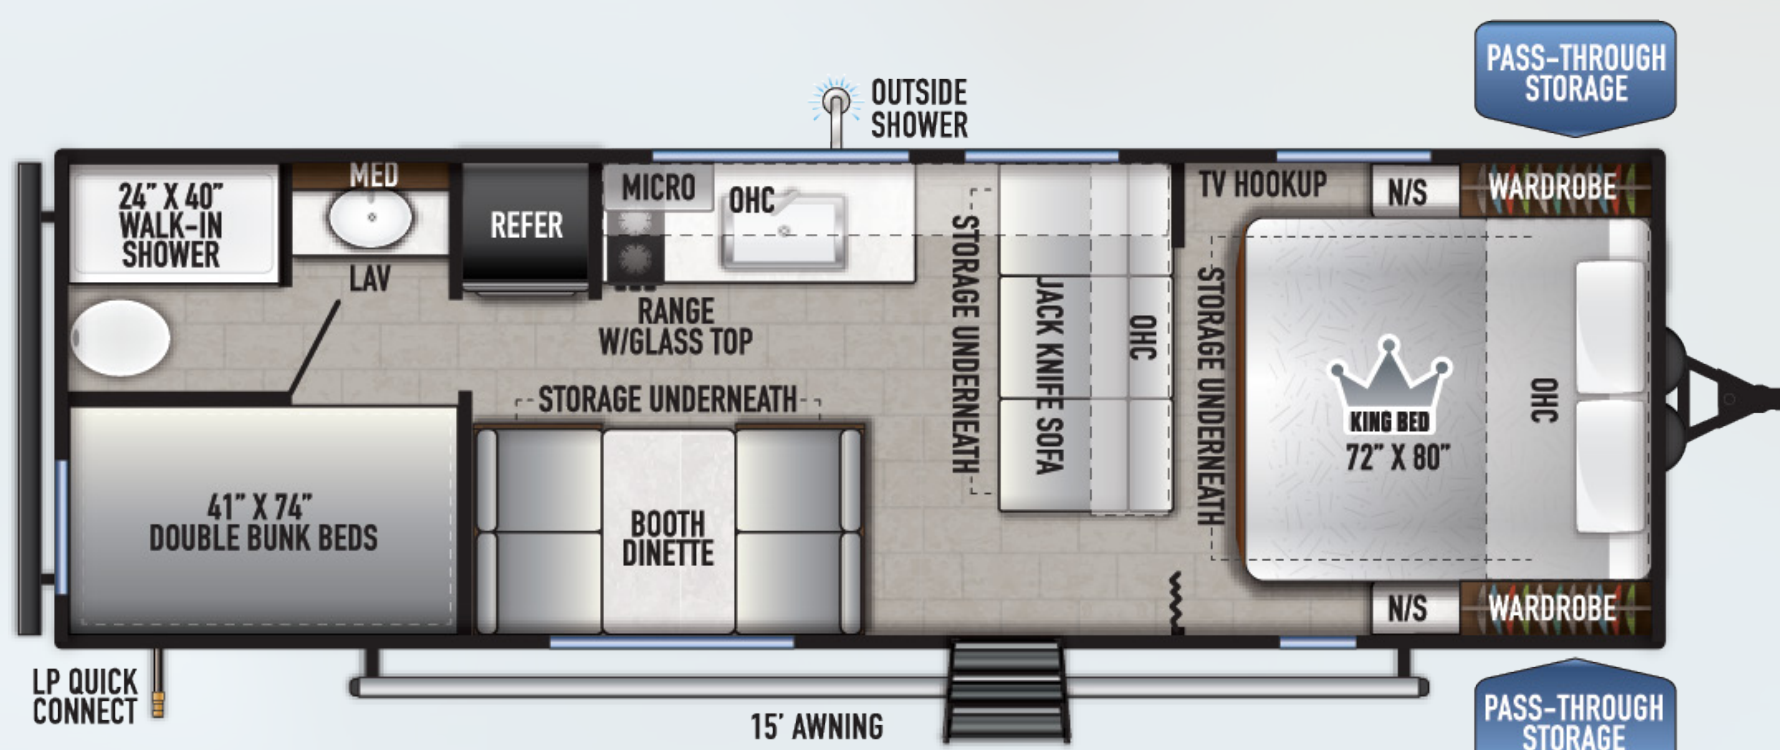 PASS-THROUGH
STORAGE
OUTSIDE
SHOWER
24” X 40”
WALK-IN
SHOWER
MED
LAV
REFER
MICRO
OHC
RANGE
W/GLASS TOP
STORAGE UNDERNEATH
JACK KNIFE SOFA
OHC
TV HOOKUP
N/S
WARDROBE
STORAGE UNDERNEATH
KING BED
72” X 80”
OHC
STORAGE UNDERNEATH
41” X 74”
DOUBLE BUNK BEDS
BOOTH
DINETTE
N/S
WARDROBE
LP QUICK
CONNECT
15’ AWNING
PASS-THROUGH
STORAGE